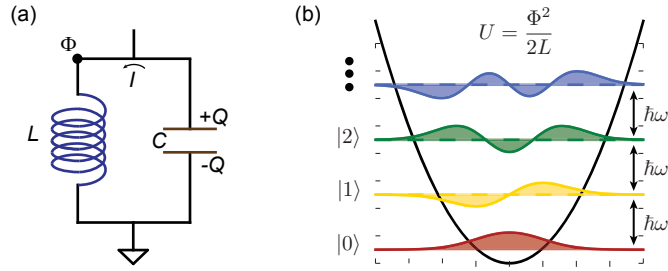 (a)
Φ
I
L
C
+Q
-Q
(b)
U = Φ²/2L
ħω
|2⟩
ħω
|1⟩
ħω
|0⟩